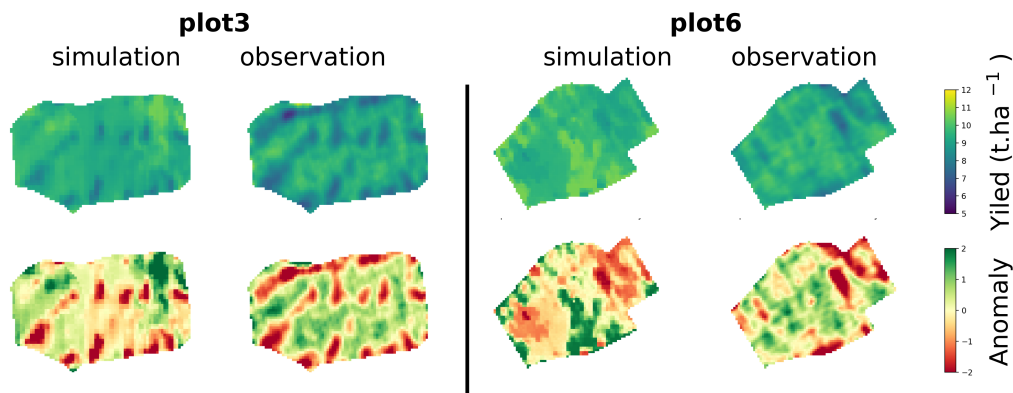 plot3
plot6
simulation
observation
simulation
observation
12
11
10
9
8
7
6
5
Yiled (t.ha ⁻¹ )
2
1
0
−1
−2
Anomaly